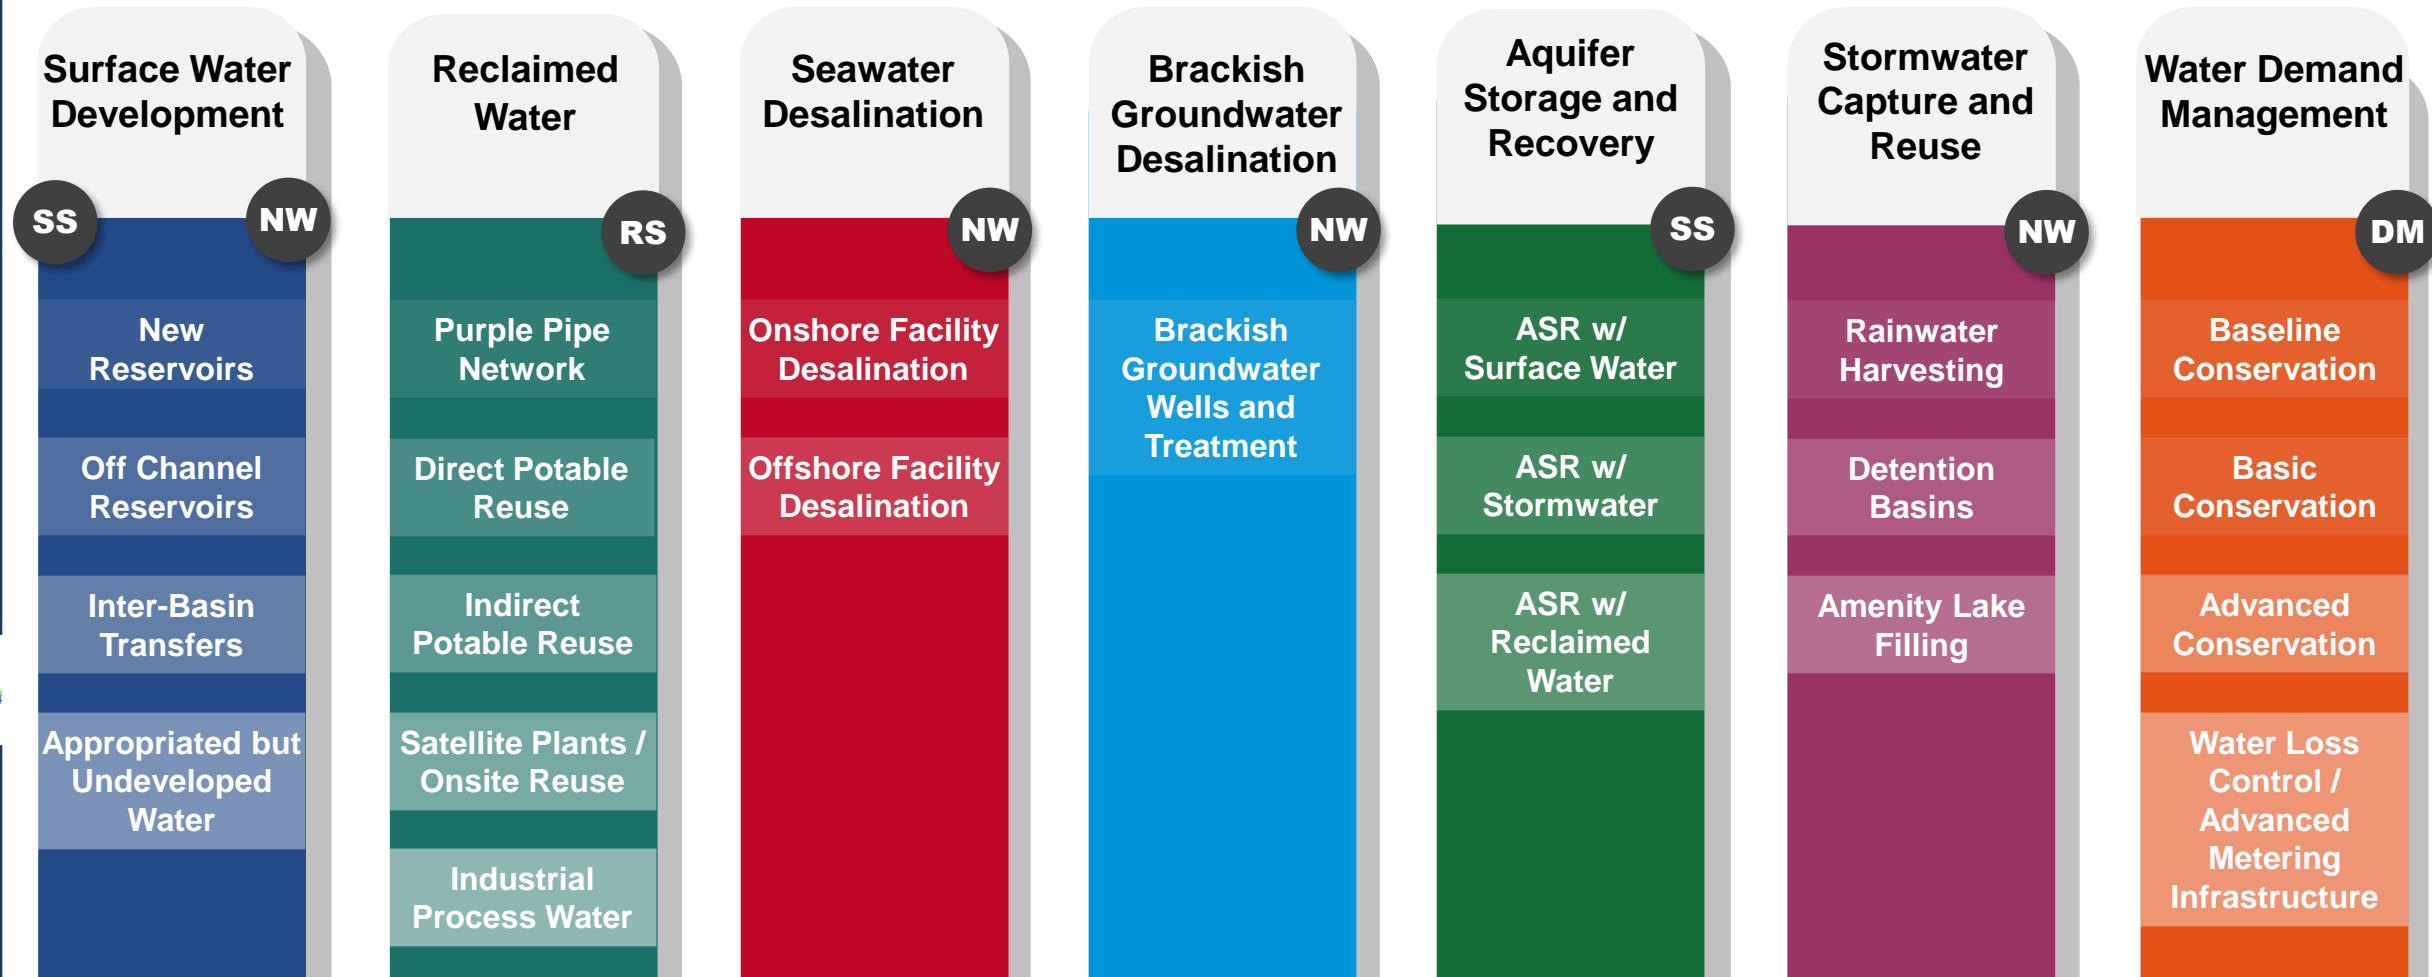 Surface Water
Development
SS
NW
New
Reservoirs
Off Channel
Reservoirs
Inter-Basin
Transfers
Appropriated but
Undeveloped
Water
Reclaimed
Water
RS
Purple Pipe
Network
Direct Potable
Reuse
Indirect
Potable Reuse
Satellite Plants /
Onsite Reuse
Industrial
Process Water
Seawater
Desalination
NW
Onshore Facility
Desalination
Offshore Facility
Desalination
Brackish
Groundwater
Desalination
NW
Brackish
Groundwater
Wells and
Treatment
Aquifer
Storage and
Recovery
SS
ASR w/
Surface Water
ASR w/
Stormwater
ASR w/
Reclaimed
Water
Stormwater
Capture and
Reuse
NW
Rainwater
Harvesting
Detention
Basins
Amenity Lake
Filling
Water Demand
Management
DM
Baseline
Conservation
Basic
Conservation
Advanced
Conservation
Water Loss
Control /
Advanced
Metering
Infrastructure